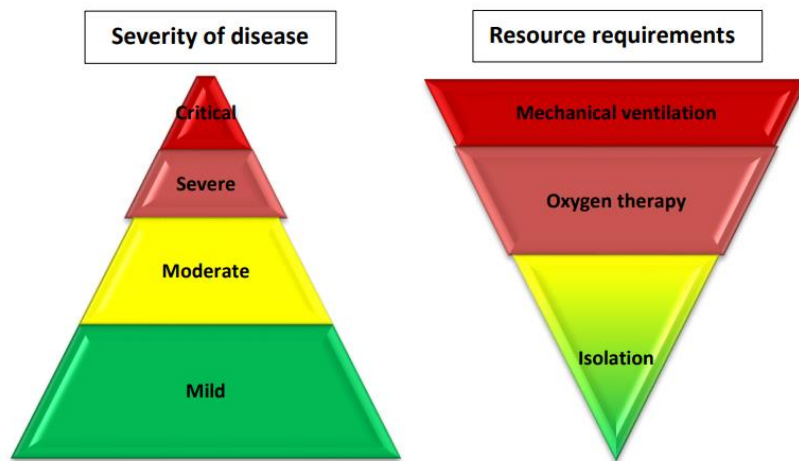 Severity of disease
Resource requirements
Critical
Severe
Moderate
Mild
Mechanical ventilation
Oxygen therapy
Isolation